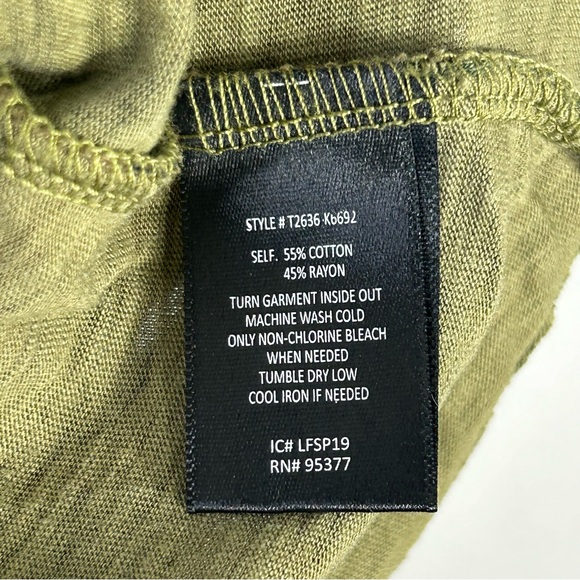 STYLE # T2636-K6692
SELF. 55% COTTON
45% RAYON
TURN GARMENT INSIDE OUT
MACHINE WASH COLD
ONLY NON-CHLORINE BLEACH
WHEN NEEDED
TUMBLE DRY LOW
COOL IRON IF NEEDED
IC# LFSP19
RN# 95377